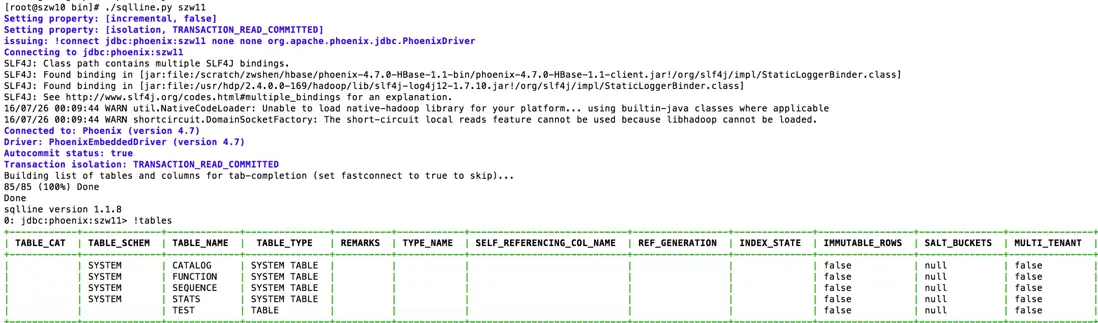 [root@szw10 bin]# ./sqlline.py szw11
Setting property: [incremental, false]
Setting property: [isolation, TRANSACTION_READ_COMMITTED]
issuing: !connect jdbc:phoenix:szw11 none none org.apache.phoenix.jdbc.PhoenixDriver
Connecting to jdbc:phoenix:szw11
SLF4J: Class path contains multiple SLF4J bindings.
SLF4J: Found binding in [jar:file:/scratch/zwshen/hbase/phoenix-4.7.0-HBase-1.1-bin/phoenix-4.7.0-HBase-1.1-client.jar!/org/slf4j/impl/StaticLoggerBinder.class]
SLF4J: Found binding in [jar:file:/usr/hdp/2.4.0.0-169/hadoop/lib/slf4j-log4j12-1.7.10.jar!/org/slf4j/impl/StaticLoggerBinder.class]
SLF4J: See http://www.slf4j.org/codes.html#multiple_bindings for an explanation.
16/07/26 00:09:44 WARN util.NativeCodeLoader: Unable to load native-hadoop library for your platform... using builtin-java classes where applicable
16/07/26 00:09:44 WARN shortcircuit.DomainSocketFactory: The short-circuit local reads feature cannot be used because libhadoop cannot be loaded.
Connected to: Phoenix (version 4.7)
Driver: PhoenixEmbeddedDriver (version 4.7)
Autocommit status: true
Transaction isolation: TRANSACTION_READ_COMMITTED
Building list of tables and columns for tab-completion (set fastconnect to true to skip)...
85/85 (100%) Done
Done
sqlline version 1.1.8
0: jdbc:phoenix:szw11> !tables
| TABLE_CAT | TABLE_SCHEM | TABLE_NAME | TABLE_TYPE | REMARKS | TYPE_NAME | SELF_REFERENCING_COL_NAME | REF_GENERATION | INDEX_STATE | IMMUTABLE_ROWS | SALT_BUCKETS | MULTI_TENANT |
| | SYSTEM | CATALOG | SYSTEM TABLE | | | | | | false | null | false |
| | SYSTEM | FUNCTION | SYSTEM TABLE | | | | | | false | null | false |
| | SYSTEM | SEQUENCE | SYSTEM TABLE | | | | | | false | null | false |
| | SYSTEM | STATS | SYSTEM TABLE | | | | | | false | null | false |
| | | TEST | TABLE | | | | | | false | null | false |